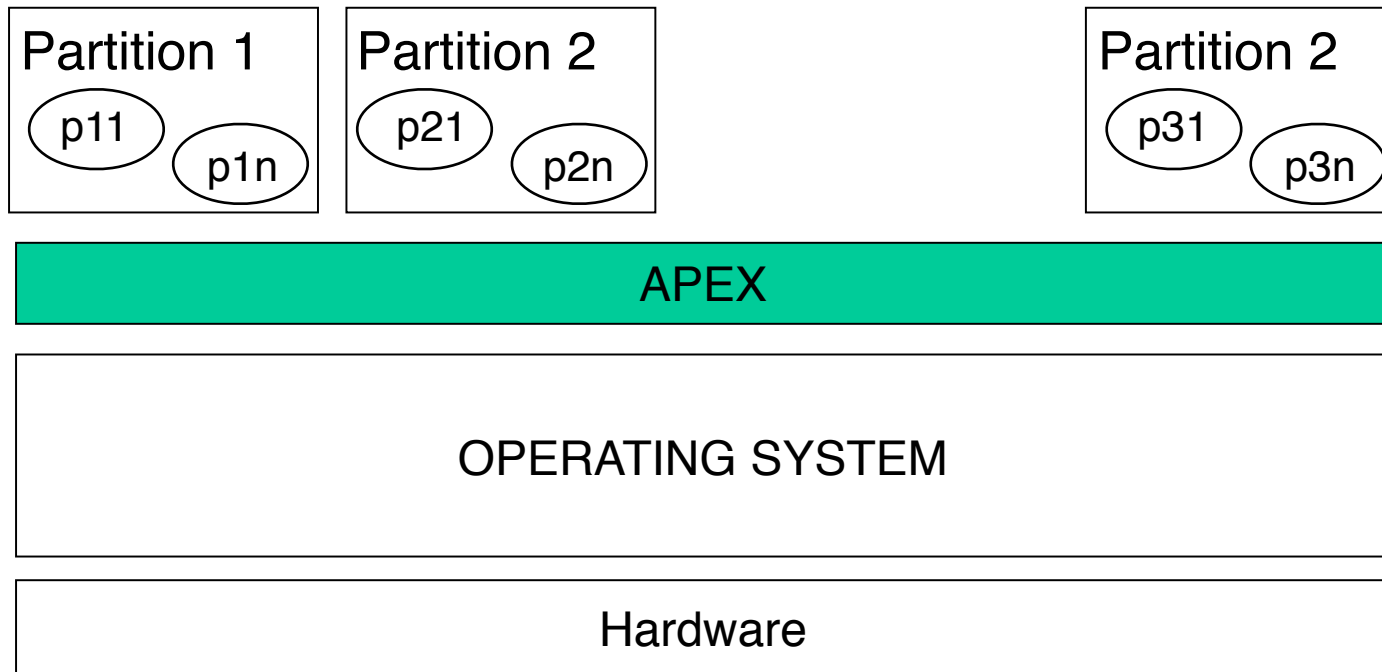 Partition 1
p11
p1n
Partition 2
p21
p2n
Partition 2
p31
p3n
APEX
OPERATING SYSTEM
Hardware